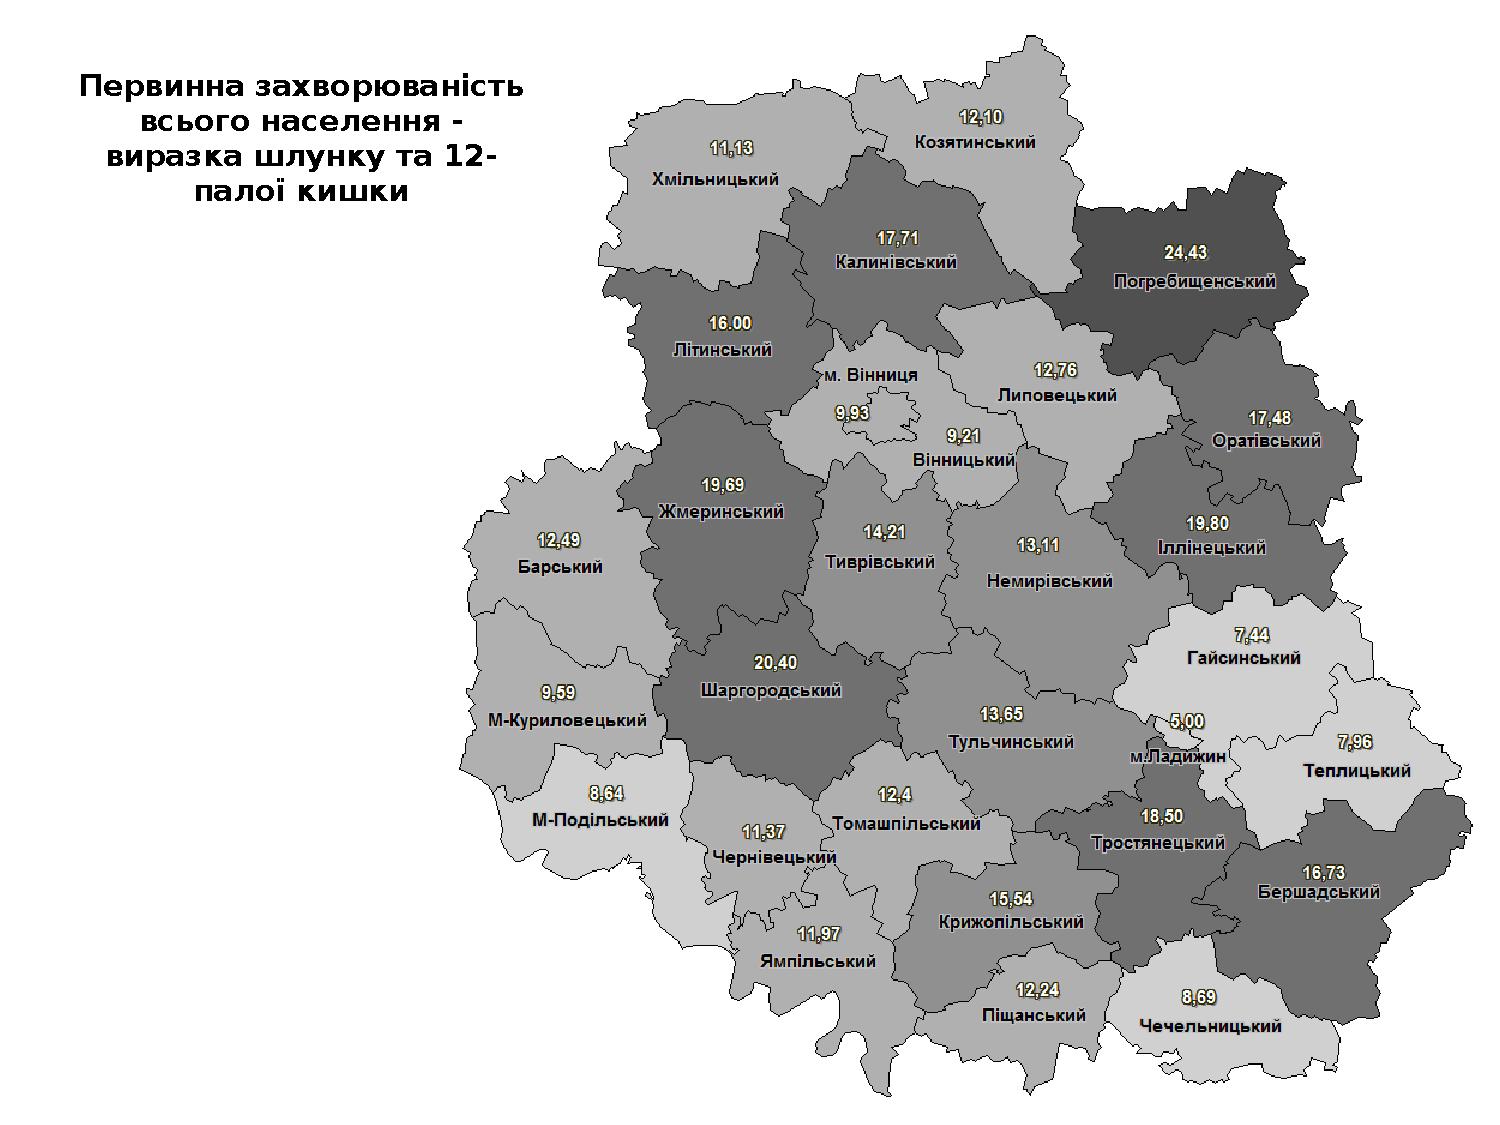 Первинна захворюваність
всього населення -
виразка шлунку та 12-
палої кишки
12,10
Козятинський
11,13
Хмільницький
17,71
Калинівський
24,43
Погребищенський
16.00
Літинський
м. Вінниця
9,93
12,76
Липовецький
9,21
Вінницький
17,48
Оратівський
19,69
Жмеринський
12,49
Барський
14,21
Тиврівський
13,11
Немирівський
19,80
Іллінецький
7,44
Гайсинський
20,40
Шаргородський
9,59
М-Куриловецький
13,65
Тульчинський
5,00
м.Ладижин
7,96
Теплицький
8,64
М-Подільський
12,4
Томашпільський
11,37
Чернівецький
18,50
Тростянецький
16,73
Бершадський
15,54
Крижопільський
11,97
Ямпільський
12,24
Піщанський
8,69
Чечельницький